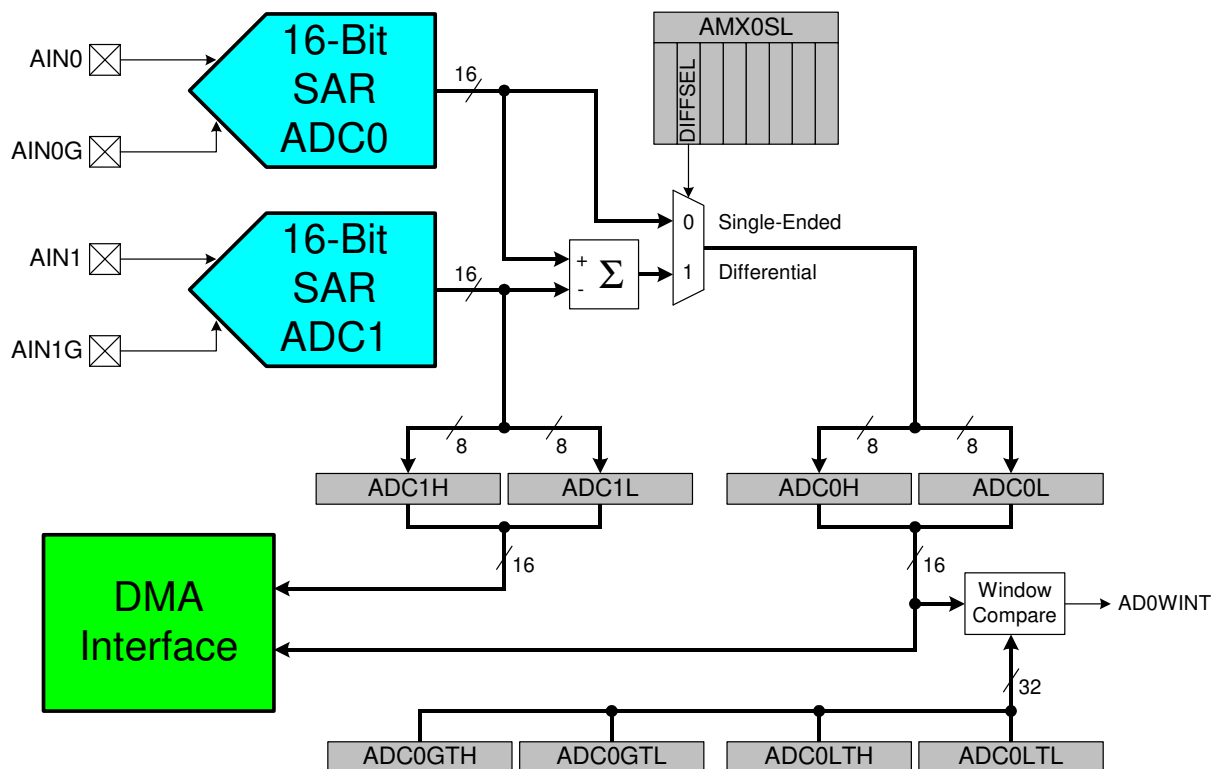 AMX0SL
DIFFSEL
AIN0
AIN0G
16-Bit
SAR
ADC0
16
AIN1
AIN1G
16-Bit
SAR
ADC1
16
+
-
Σ
0
1
Single-Ended
Differential
8
8
8
8
ADC1H
ADC1L
ADC0H
ADC0L
16
16
DMA
Interface
Window
Compare
AD0WINT
32
ADC0GTH
ADC0GTL
ADC0LTH
ADC0LTL